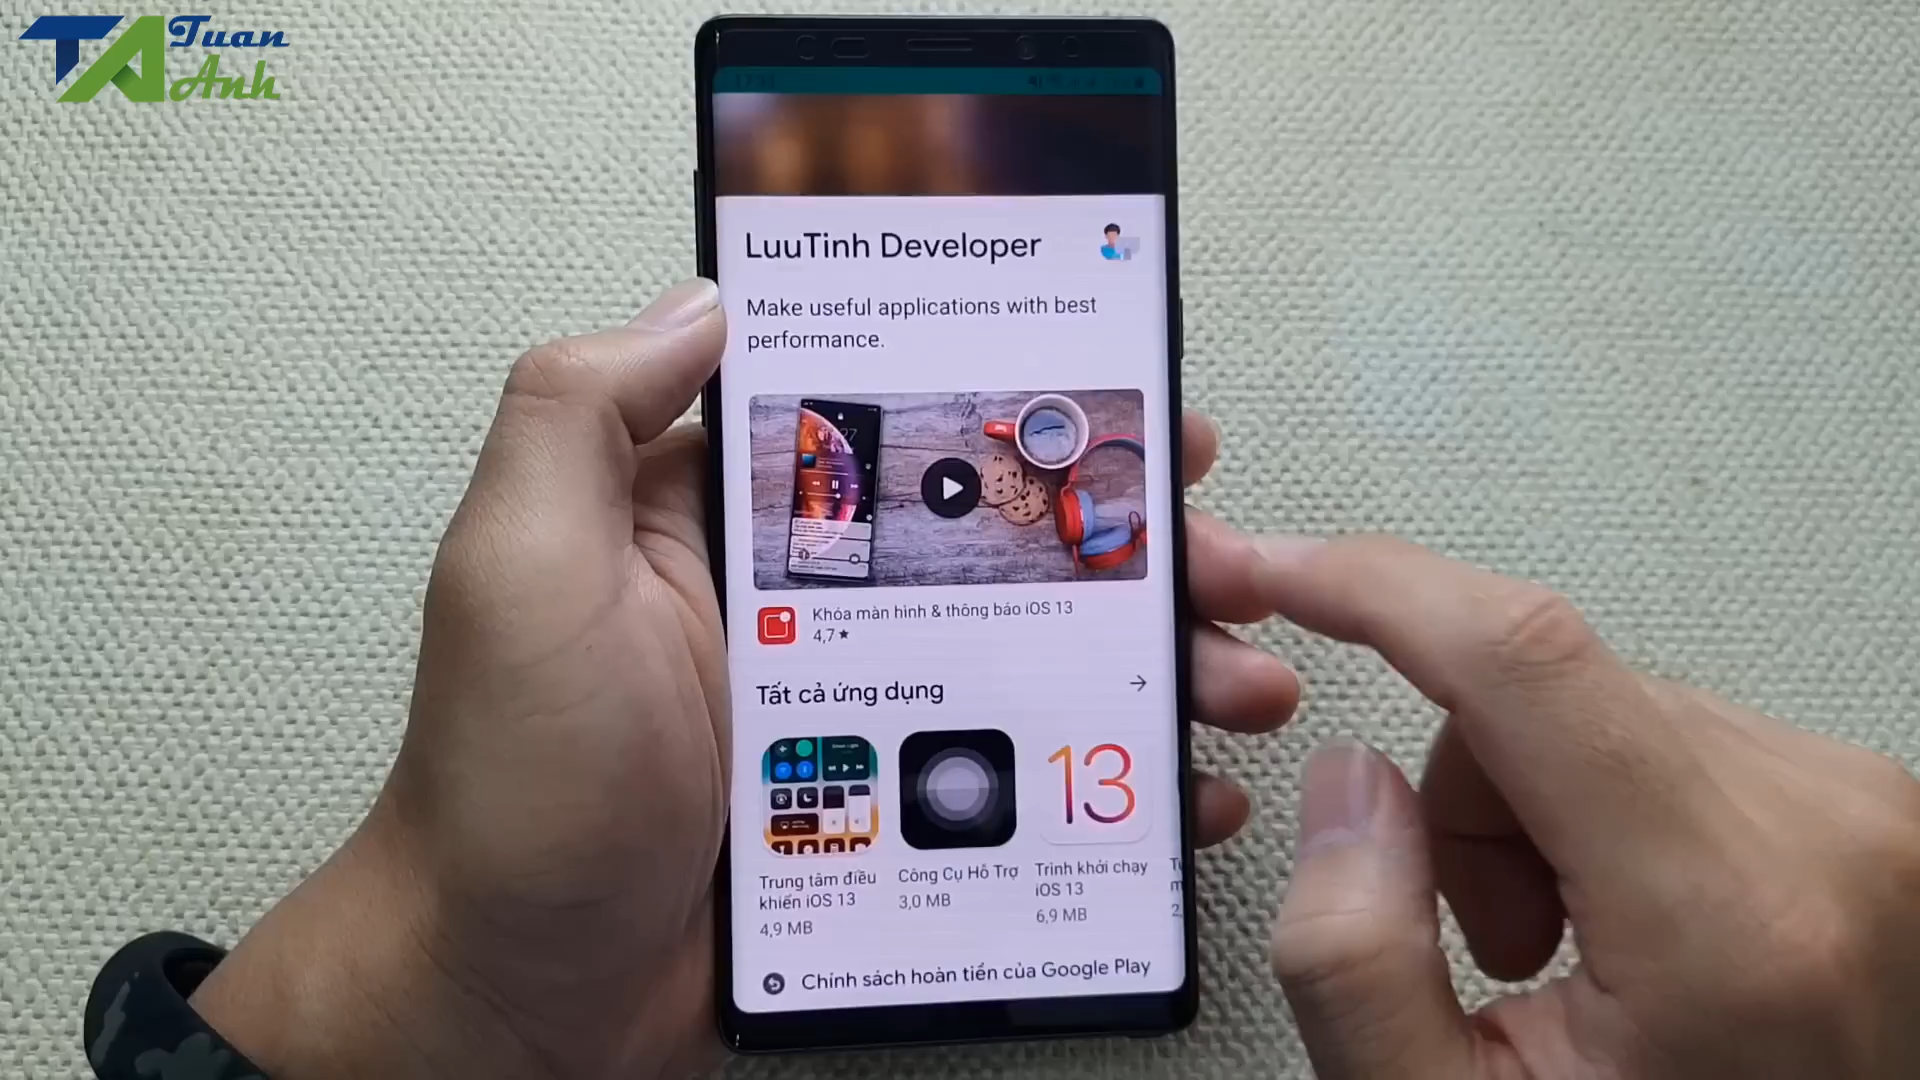 TA Tuan
Anh
LuuTinh Developer
Make useful applications with best
performance.
Khóa màn hình & thông báo iOS 13
4,7 ★
Tất cả ứng dụng
13
Trung tâm điều
khiển iOS 13
4,9 MB
Công Cụ Hỗ Trợ
3,0 MB
Trình khởi chạy
iOS 13
6,9 MB
Chính sách hoàn tiền của Google Play